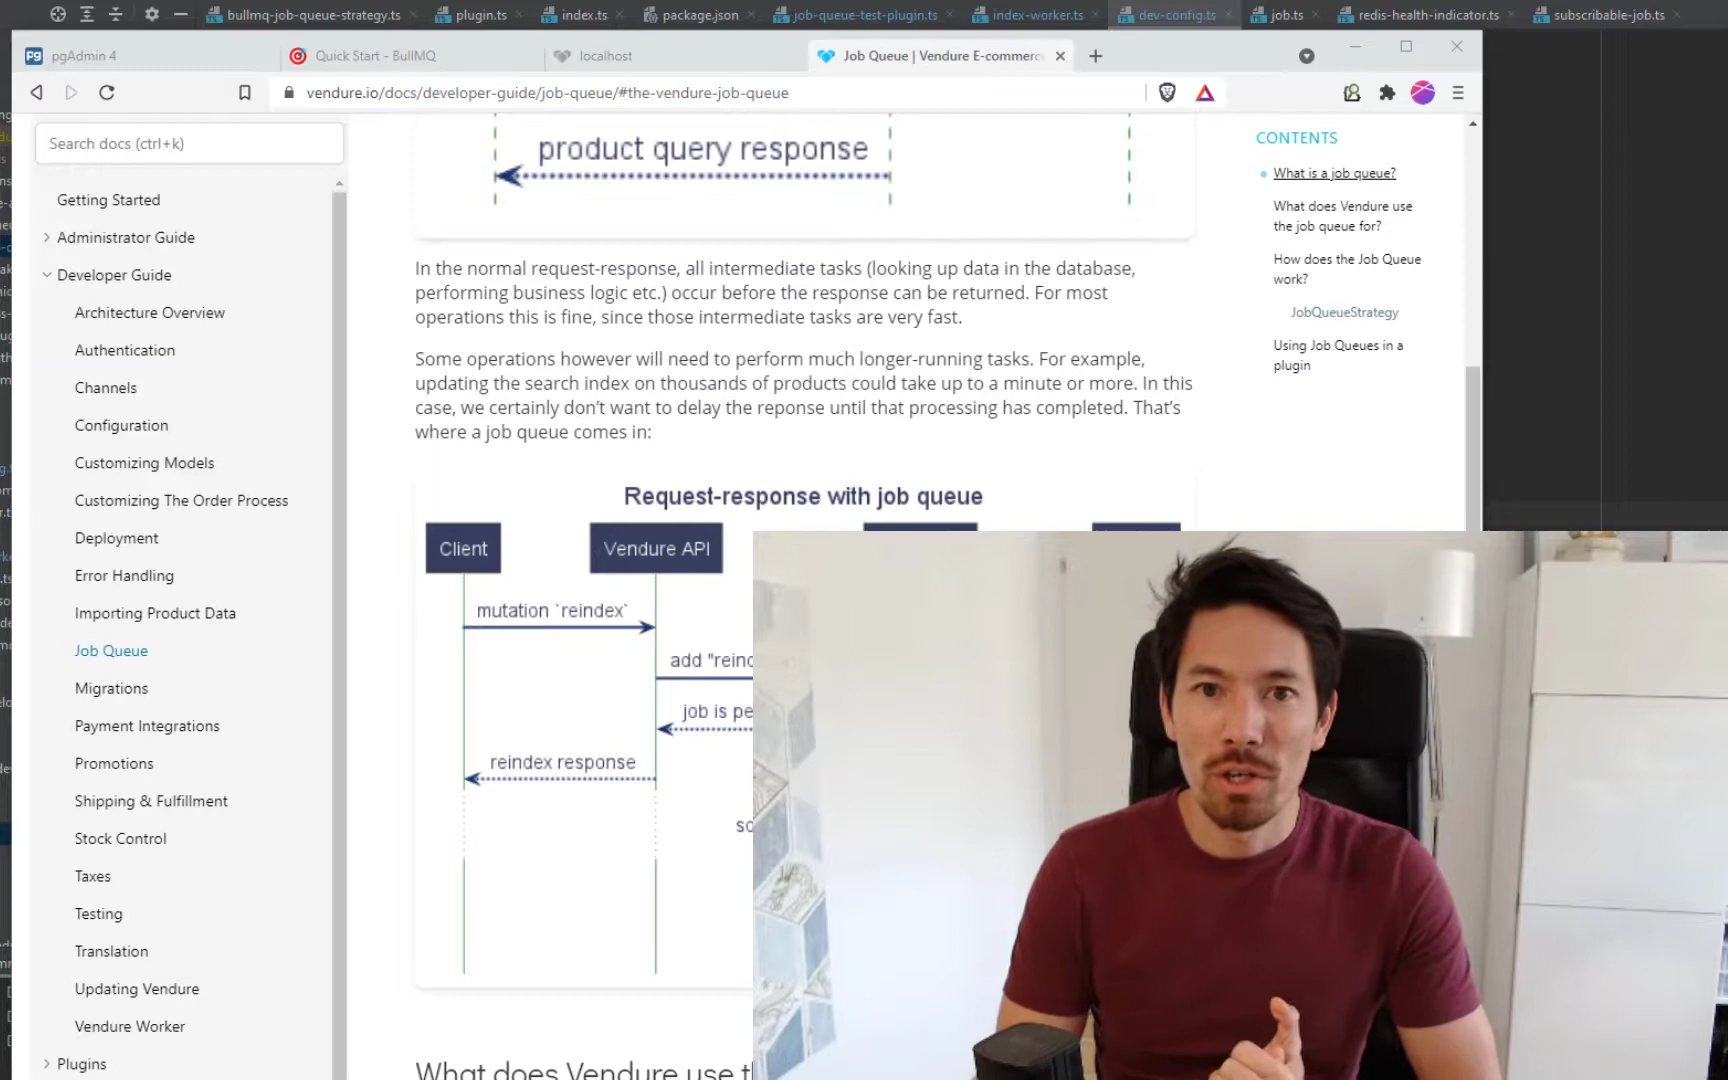 bullmq-job-queue-strategy.ts
plugin.ts
index.ts
package.json
job-queue-test-plugin.ts
index-worker.ts
dev-config.ts
job.ts
redis-health-indicator.ts
subscribable-job.ts
pgAdmin 4
Quick Start - BullMQ
localhost
Job Queue | Vendure E-commerc
vendure.io/docs/developer-guide/job-queue/#the-vendure-job-queue
Search docs (ctrl+k)
Getting Started
Administrator Guide
Developer Guide
Architecture Overview
Authentication
Channels
Configuration
Customizing Models
Customizing The Order Process
Deployment
Error Handling
Importing Product Data
Job Queue
Migrations
Payment Integrations
Promotions
Shipping & Fulfillment
Stock Control
Taxes
Testing
Translation
Updating Vendure
Vendure Worker
Plugins
product query response
In the normal request-response, all intermediate tasks (looking up data in the database,
performing business logic etc.) occur before the response can be returned. For most
operations this is fine, since those intermediate tasks are very fast.
Some operations however will need to perform much longer-running tasks. For example,
updating the search index on thousands of products could take up to a minute or more. In this
case, we certainly don't want to delay the reponse until that processing has completed. That's
where a job queue comes in:
Request-response with job queue
Client
Vendure API
mutation `reindex`
add "reind
job is pe
reindex response
so
What does Vendure use t
CONTENTS
What is a job queue?
What does Vendure use
the job queue for?
How does the Job Queue
work?
JobQueueStrategy
Using Job Queues in a
plugin